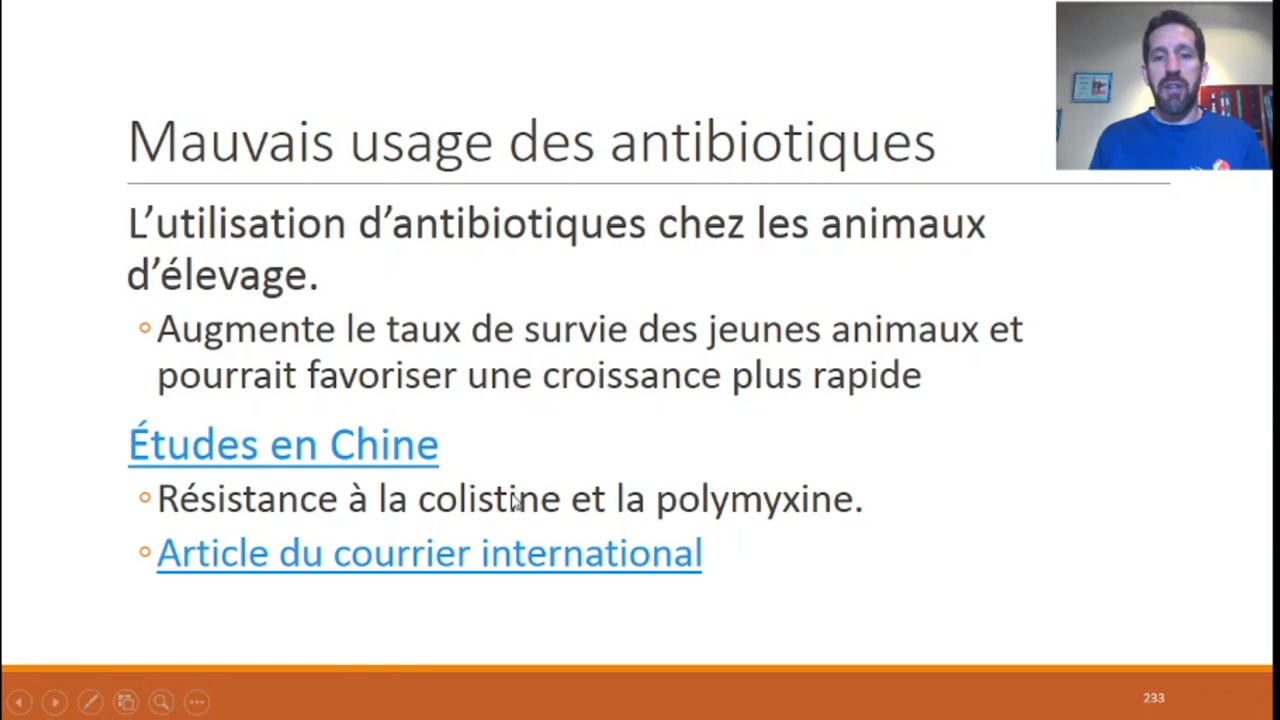 Mauvais usage des antibiotiques
L’utilisation d’antibiotiques chez les animaux
d’élevage.
Augmente le taux de survie des jeunes animaux et
pourrait favoriser une croissance plus rapide
Études en Chine
Résistance à la colistine et la polymyxine.
Article du courrier international
233